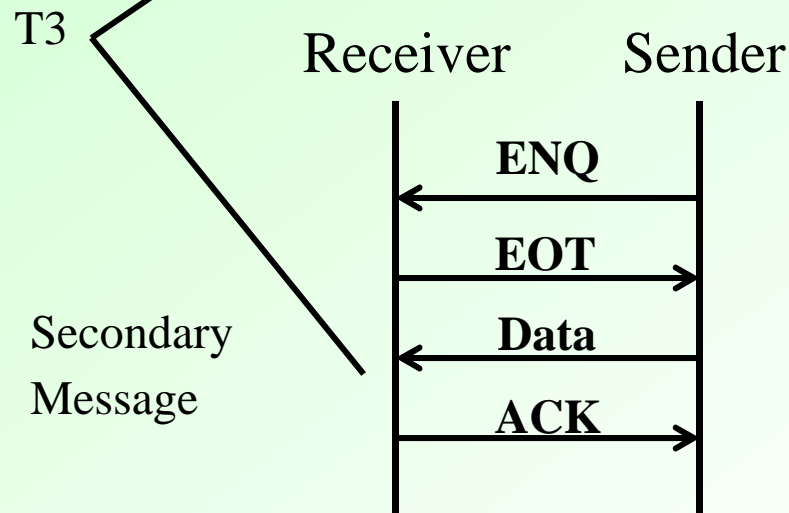 T3
Receiver Sender
ENQ
EOT
Data
ACK
Secondary
Message